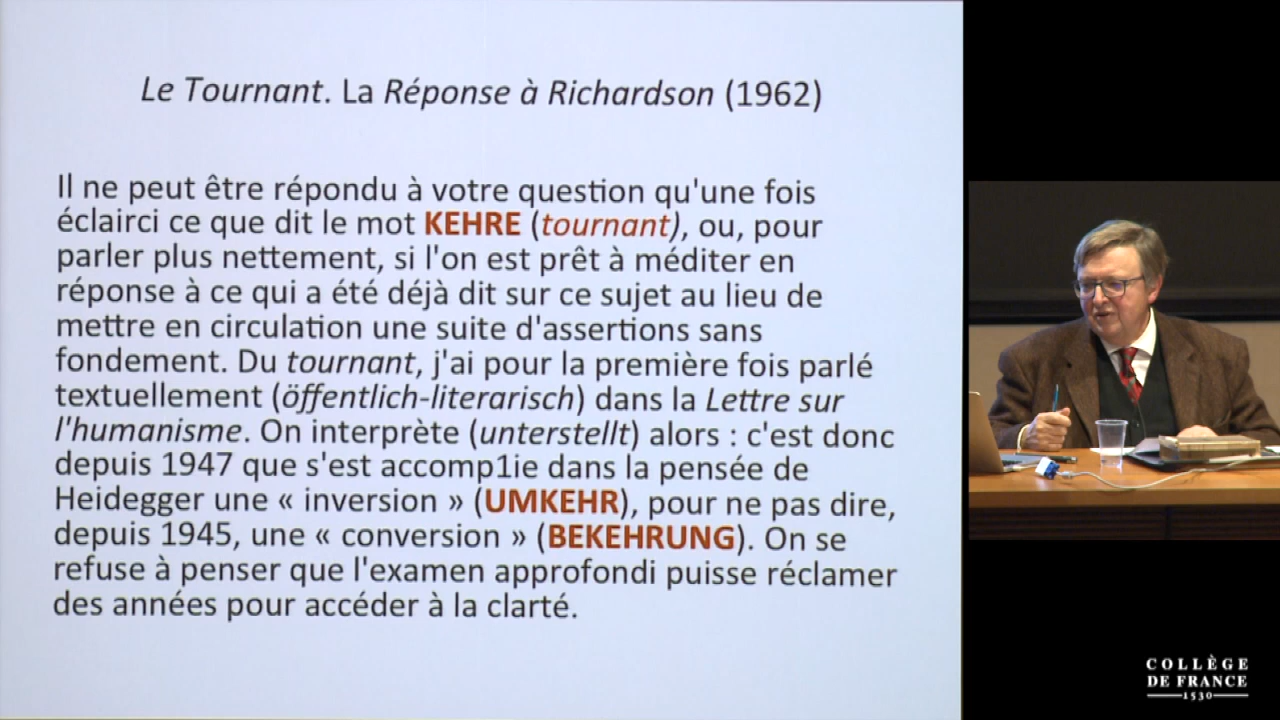 Le Tournant. La Réponse à Richardson (1962)
Il ne peut être répondu à votre question qu'une fois
éclairci ce que dit le mot KEHRE (tournant), ou, pour
parler plus nettement, si l'on est prêt à méditer en
réponse à ce qui a été déjà dit sur ce sujet au lieu de
mettre en circulation une suite d'assertions sans
fondement. Du tournant, j'ai pour la première fois parlé
textuellement (öffentlich-literarisch) dans la Lettre sur
l'humanisme. On interprète (unterstellt) alors : c'est donc
depuis 1947 que s'est accomp1ie dans la pensée de
Heidegger une « inversion » (UMKEHR), pour ne pas dire,
depuis 1945, une « conversion » (BEKEHRUNG). On se
refuse à penser que l'examen approfondi puisse réclamer
des années pour accéder à la clarté.
COLLÈGE
DE FRANCE
1530